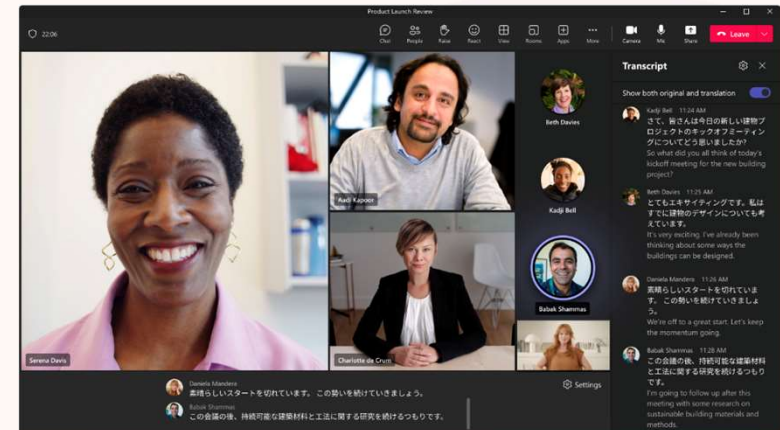 Product Launch Review
22:06
Chat
People
Raise
React
View
Rooms
Apps
More
Camera
Mic
Share
Leave
Serena Davis
Aadi Kapoor
Charlotte de Crum
Beth Davies
Kadji Bell
Babak Shammas
Daniela Mandera
素晴らしいスタートを切れています。 この勢いを続けていきましょう。
Babak Shammas
この会議の後、持続可能な建築材料と工法に関する研究を続けるつもりです。
Settings
Transcript
Show both original and translation
Kadji Bell 11:24 AM
さて、皆さんは今日の新しい建物プ
ロジェクトのキックオフミーティン
グについてどう思いましたか?
So what did you all think of today's
kickoff meeting for the new building
project?
Beth Davies 11:25 AM
とてもエキサイティングです。私は
すでに建物のデザインについても考
えています。
It's very exciting. I've already been
thinking about some ways the
buildings can be designed.
Daniela Mandera 11:26 AM
素晴らしいスタートを切れていま
す。 この勢いを続けていきましょ
う。
We're off to a great start. Let's keep
the momentum going.
Babak Shammas 11:28 AM
この会議の後、持続可能な建築材料
と工法に関する研究を続けるつもり
です。
I'm going to follow up after this
meeting with some research on
sustainable building materials and
methods.